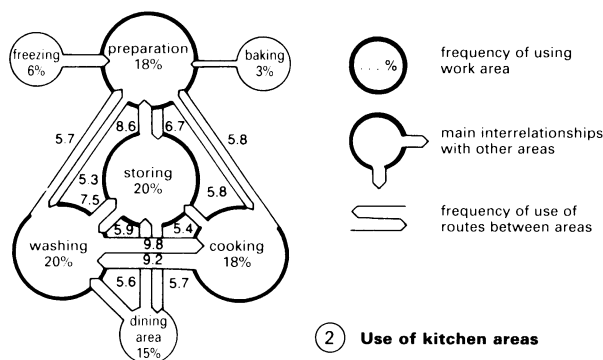 freezing
6%
preparation
18%
baking
3%
5.7
8.6
6.7
5.8
5.3
7.5
storing
20%
5.8
washing
20%
5.9
9.8
5.4
9.2
cooking
18%
5.6
5.7
dining
area
15%
. . . . %
frequency of using
work area
main interrelationships
with other areas
frequency of use of
routes between areas
2 Use of kitchen areas